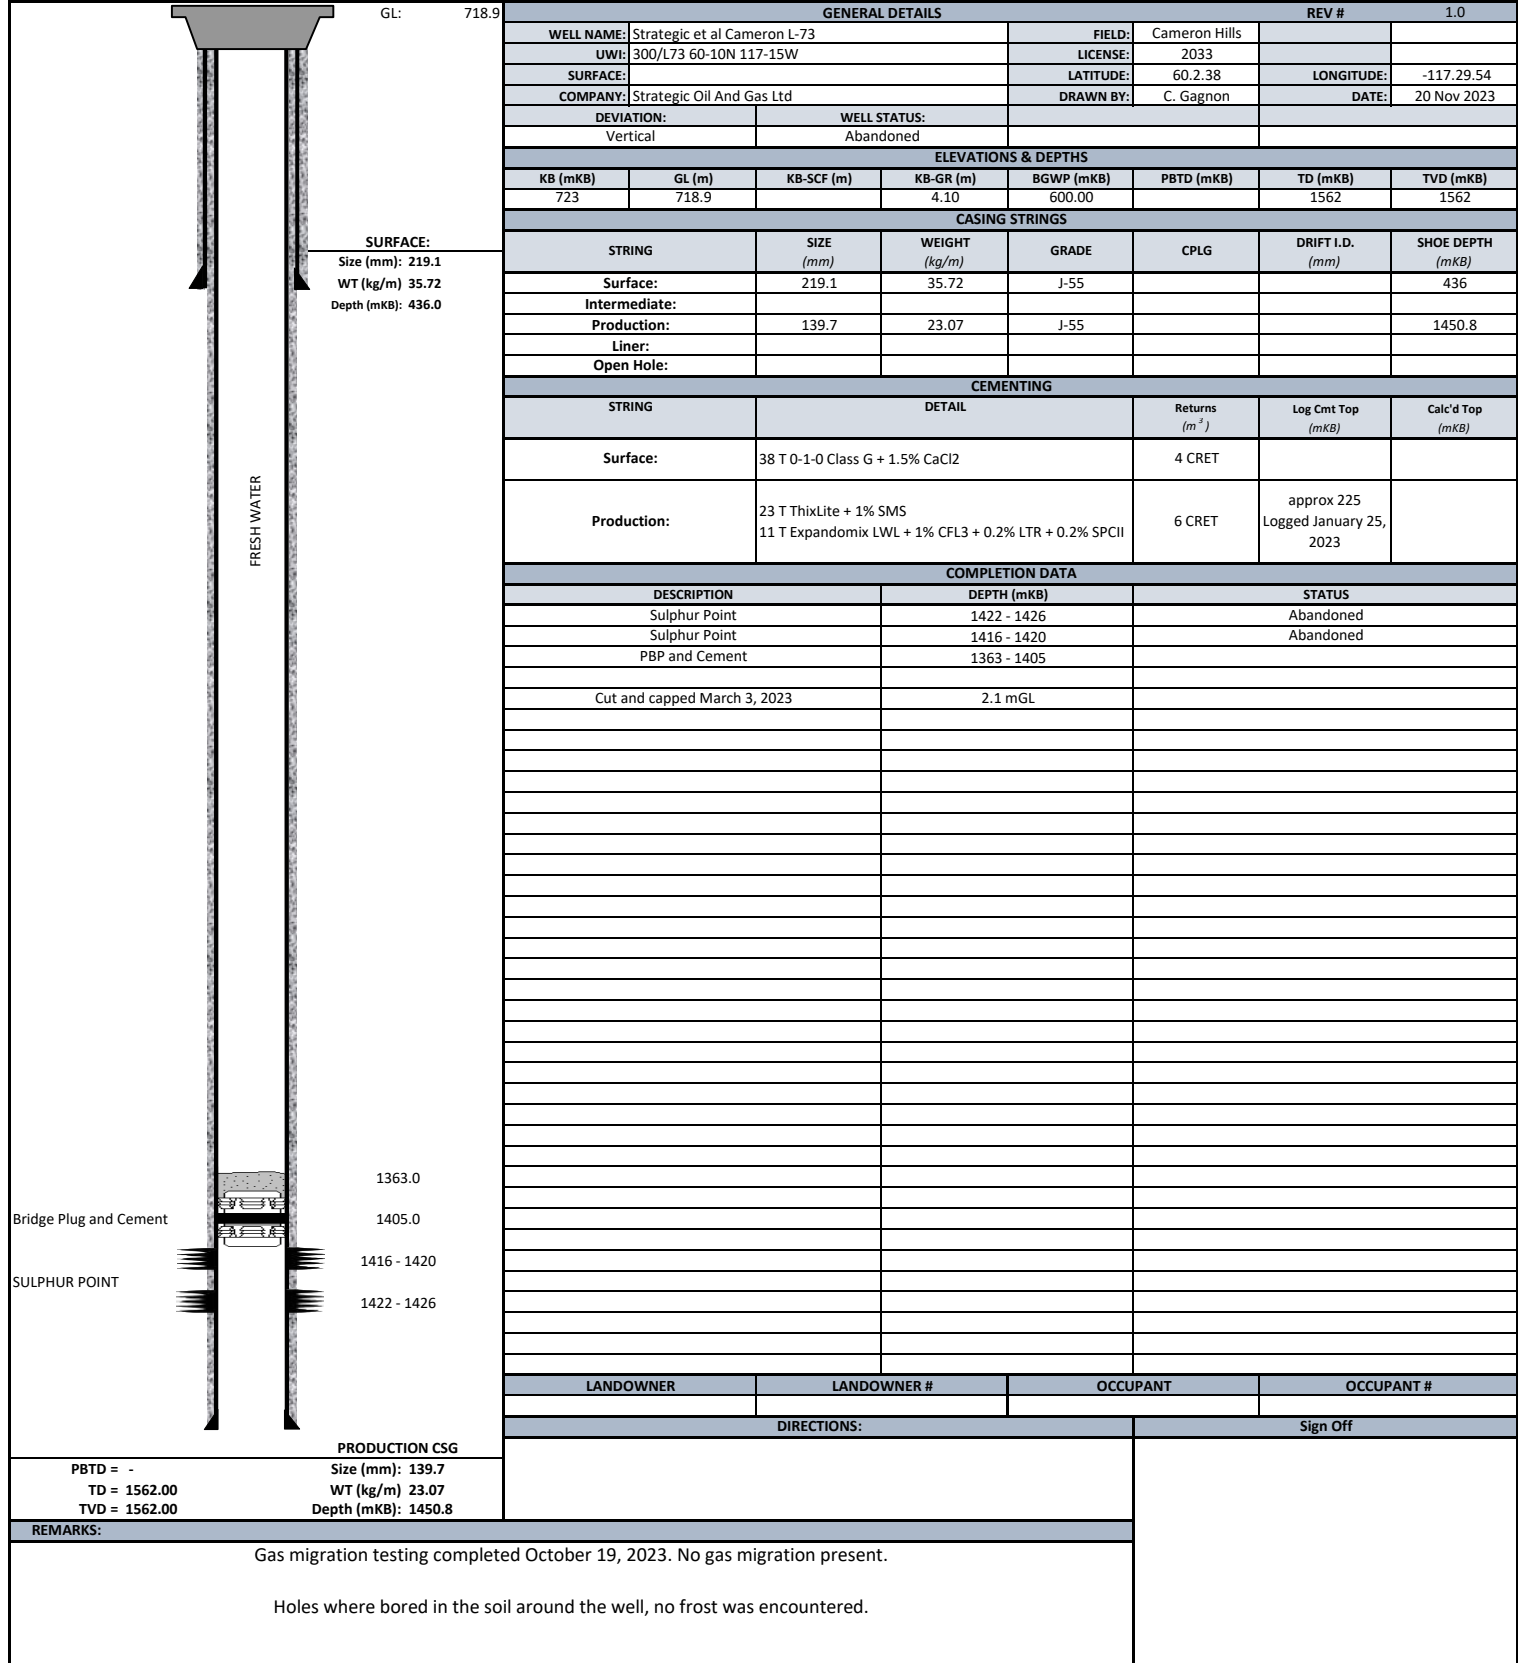 GL: 718.9
GENERAL DETAILS REV # 1.0
WELL NAME: Strategic et al Cameron L-73 FIELD: Cameron Hills
UWI: 300/L73 60-10N 117-15W LICENSE: 2033
SURFACE: LATITUDE: 60.2.38 LONGITUDE: -117.29.54
COMPANY: Strategic Oil And Gas Ltd DRAWN BY: C. Gagnon DATE: 20 Nov 2023
DEVIATION: WELL STATUS:
Vertical Abandoned
ELEVATIONS & DEPTHS
KB (mKB) GL (m) KB-SCF (m) KB-GR (m) BGWP (mKB) PBTD (mKB) TD (mKB) TVD (mKB)
723 718.9 4.10 600.00 1562 1562
CASING STRINGS
STRING SIZE (mm) WEIGHT (kg/m) GRADE CPLG DRIFT I.D. (mm) SHOE DEPTH (mKB)
Surface: 219.1 35.72 J-55 436
Intermediate:
Production: 139.7 23.07 J-55 1450.8
Liner:
Open Hole:
SURFACE:
Size (mm): 219.1
WT (kg/m) 35.72
Depth (mKB): 436.0
CEMENTING
STRING DETAIL Returns (m³) Log Cmt Top (mKB) Calc'd Top (mKB)
Surface: 38 T 0-1-0 Class G + 1.5% CaCl2 4 CRET
Production: 23 T ThixLite + 1% SMS
11 T Expandomix LWL + 1% CFL3 + 0.2% LTR + 0.2% SPCII 6 CRET approx 225
Logged January 25,
2023
FRESH WATER
COMPLETION DATA
DESCRIPTION DEPTH (mKB) STATUS
Sulphur Point 1422 - 1426 Abandoned
Sulphur Point 1416 - 1420 Abandoned
PBP and Cement 1363 - 1405
Cut and capped March 3, 2023 2.1 mGL
1363.0
Bridge Plug and Cement 1405.0
1416 - 1420
SULPHUR POINT
1422 - 1426
LANDOWNER LANDOWNER # OCCUPANT OCCUPANT #
DIRECTIONS: Sign Off
PRODUCTION CSG
PBTD = - Size (mm): 139.7
TD = 1562.00 WT (kg/m) 23.07
TVD = 1562.00 Depth (mKB): 1450.8
REMARKS:
Gas migration testing completed October 19, 2023. No gas migration present.
Holes where bored in the soil around the well, no frost was encountered.